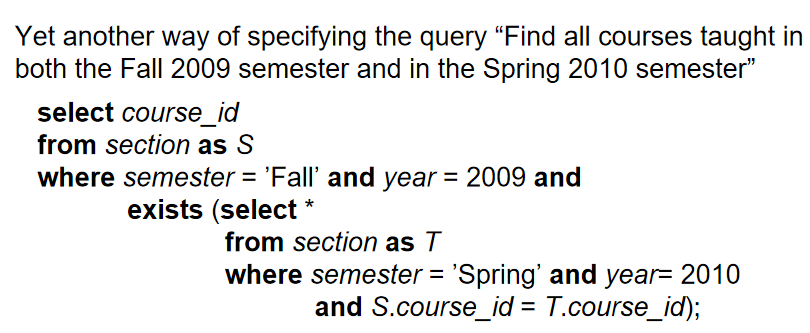 Yet another way of specifying the query “Find all courses taught in
both the Fall 2009 semester and in the Spring 2010 semester”
select course_id
from section as S
where semester = ’Fall’ and year = 2009 and
exists (select *
from section as T
where semester = ’Spring’ and year= 2010
and S.course_id = T.course_id);